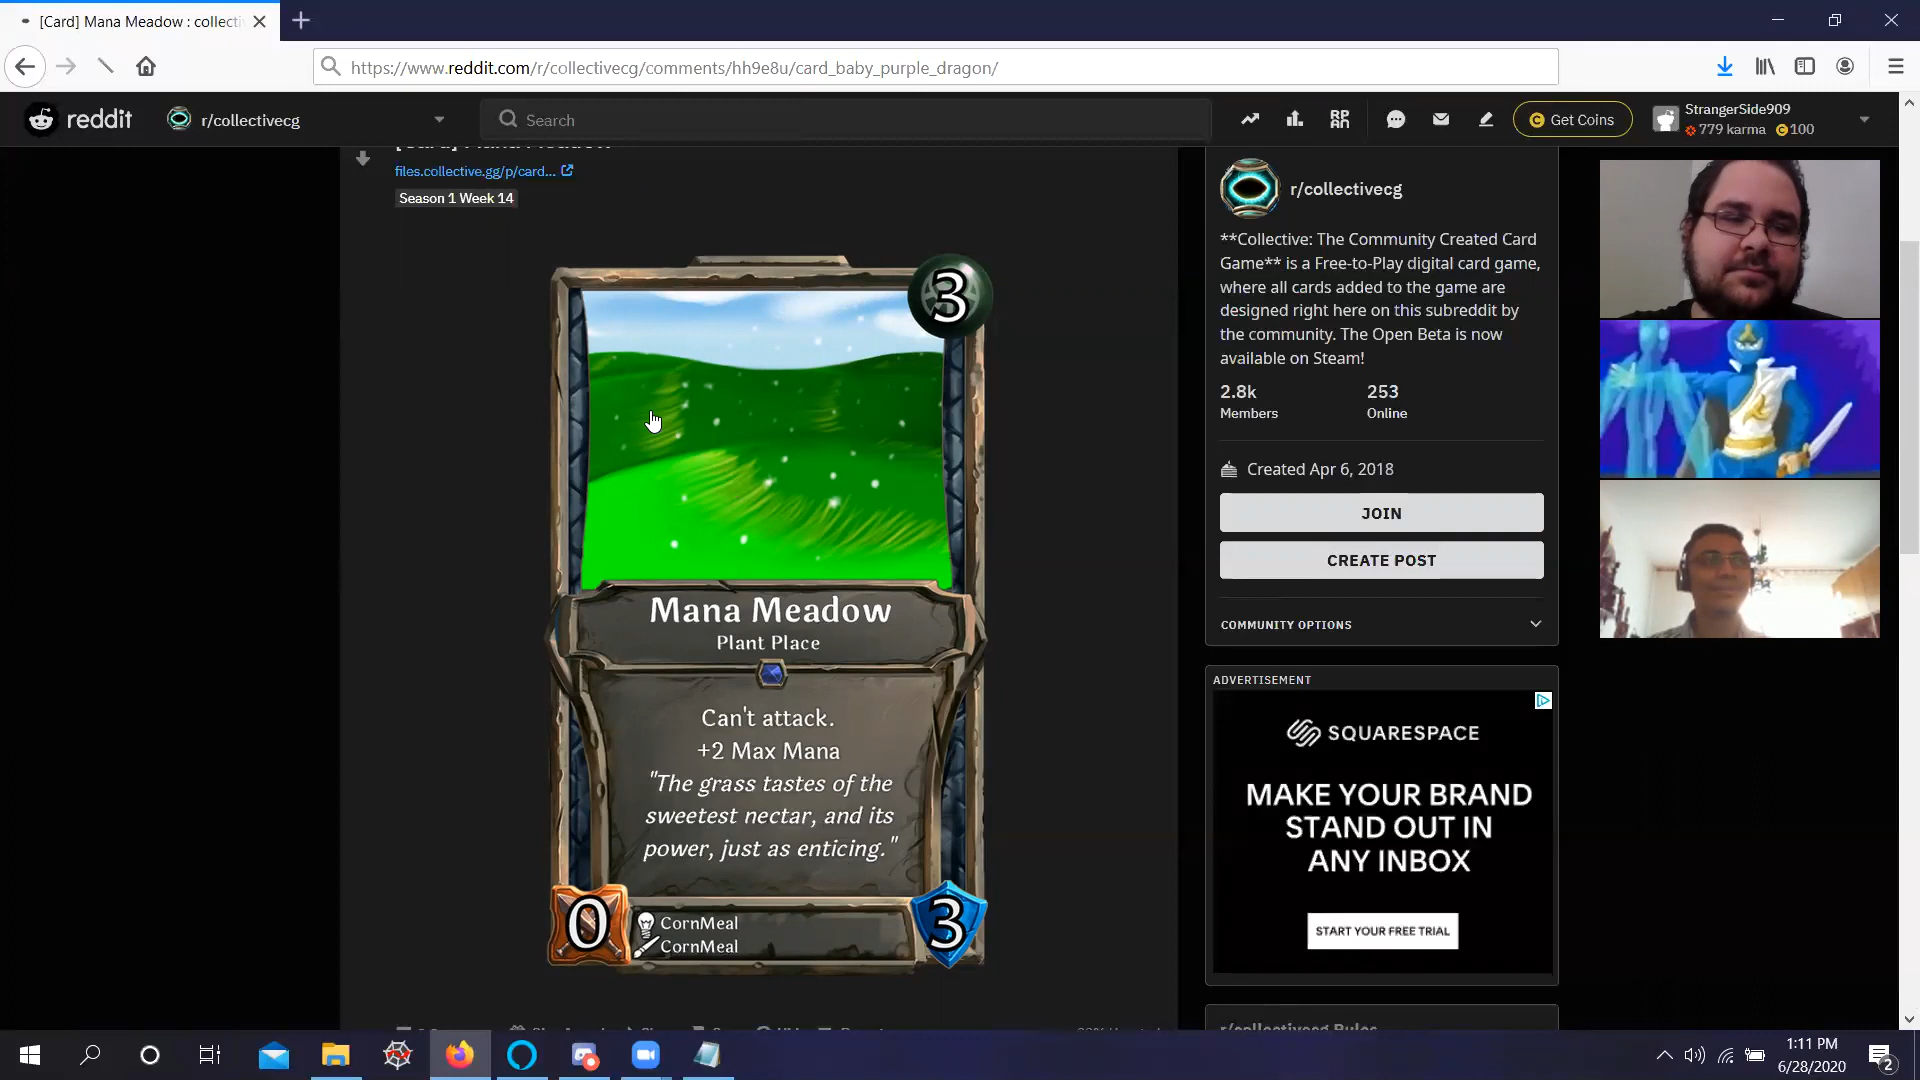 [Card] Mana Meadow : collecti
https://www.reddit.com/r/collectivecg/comments/hh9e8u/card_baby_purple_dragon/
reddit
r/collectivecg
Search
Get Coins
StrangerSide909
779 karma
100
[Card] Mana Meadow
files.collective.gg/p/card...
Season 1 Week 14
3
Mana Meadow
Plant Place
Can't attack.
+2 Max Mana
"The grass tastes of the
sweetest nectar, and its
power, just as enticing."
0
CornMeal
CornMeal
3
r/collectivecg
**Collective: The Community Created Card
Game** is a Free-to-Play digital card game,
where all cards added to the game are
designed right here on this subreddit by
the community. The Open Beta is now
available on Steam!
2.8k
Members
253
Online
Created Apr 6, 2018
JOIN
CREATE POST
COMMUNITY OPTIONS
ADVERTISEMENT
SQUARESPACE
MAKE YOUR BRAND
STAND OUT IN
ANY INBOX
START YOUR FREE TRIAL
r/collectivecg Rules
1:11 PM
6/28/2020
2